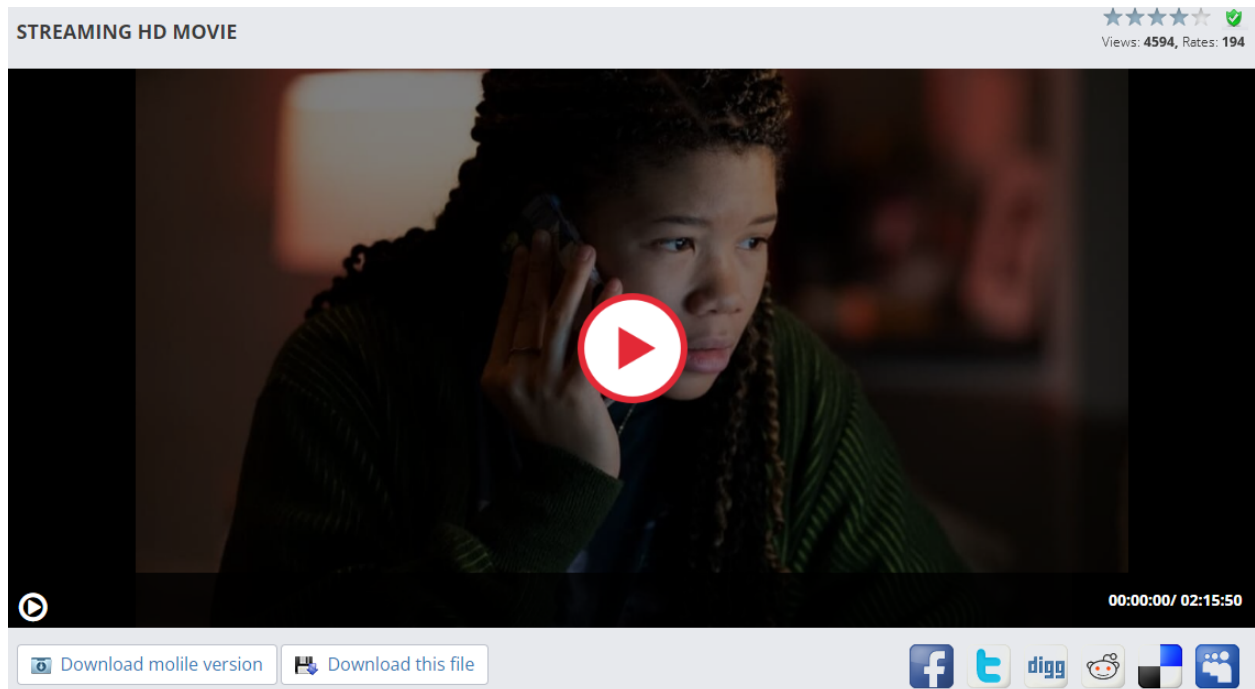 STREAMING HD MOVIE
Views: 4594, Rates: 194
00:00:00/ 02:15:50
Download molile version
Download this file
digg